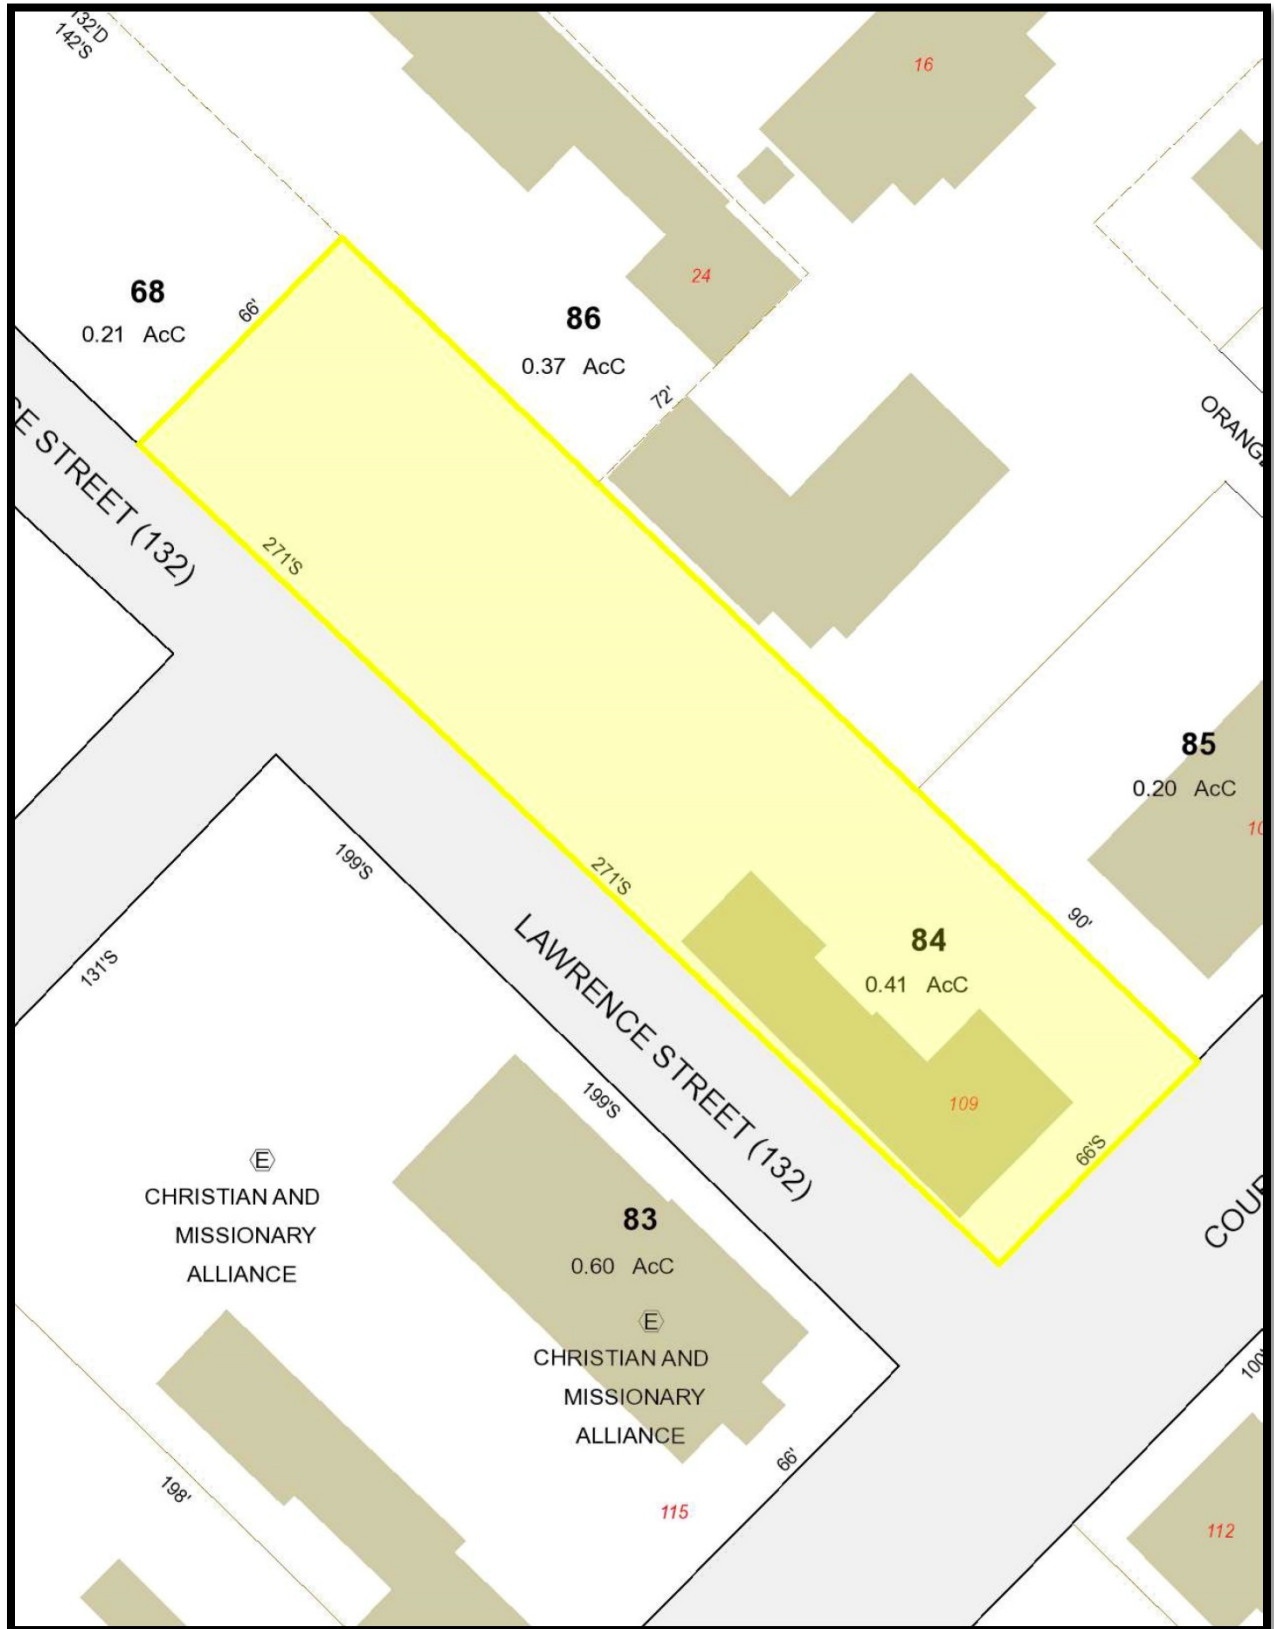 132'D
142'S
16
24
68
0.21 AcC
66'
86
0.37 AcC
72'
271'S
85
0.20 AcC
271'S
90'
84
0.41 AcC
109
66'S
199'S
131'S
LAWRENCE STREET (132)
199'S
STREET (132)
E
CHRISTIAN AND
MISSIONARY
ALLIANCE
83
0.60 AcC
E
CHRISTIAN AND
MISSIONARY
ALLIANCE
66'
100'
198'
115
112